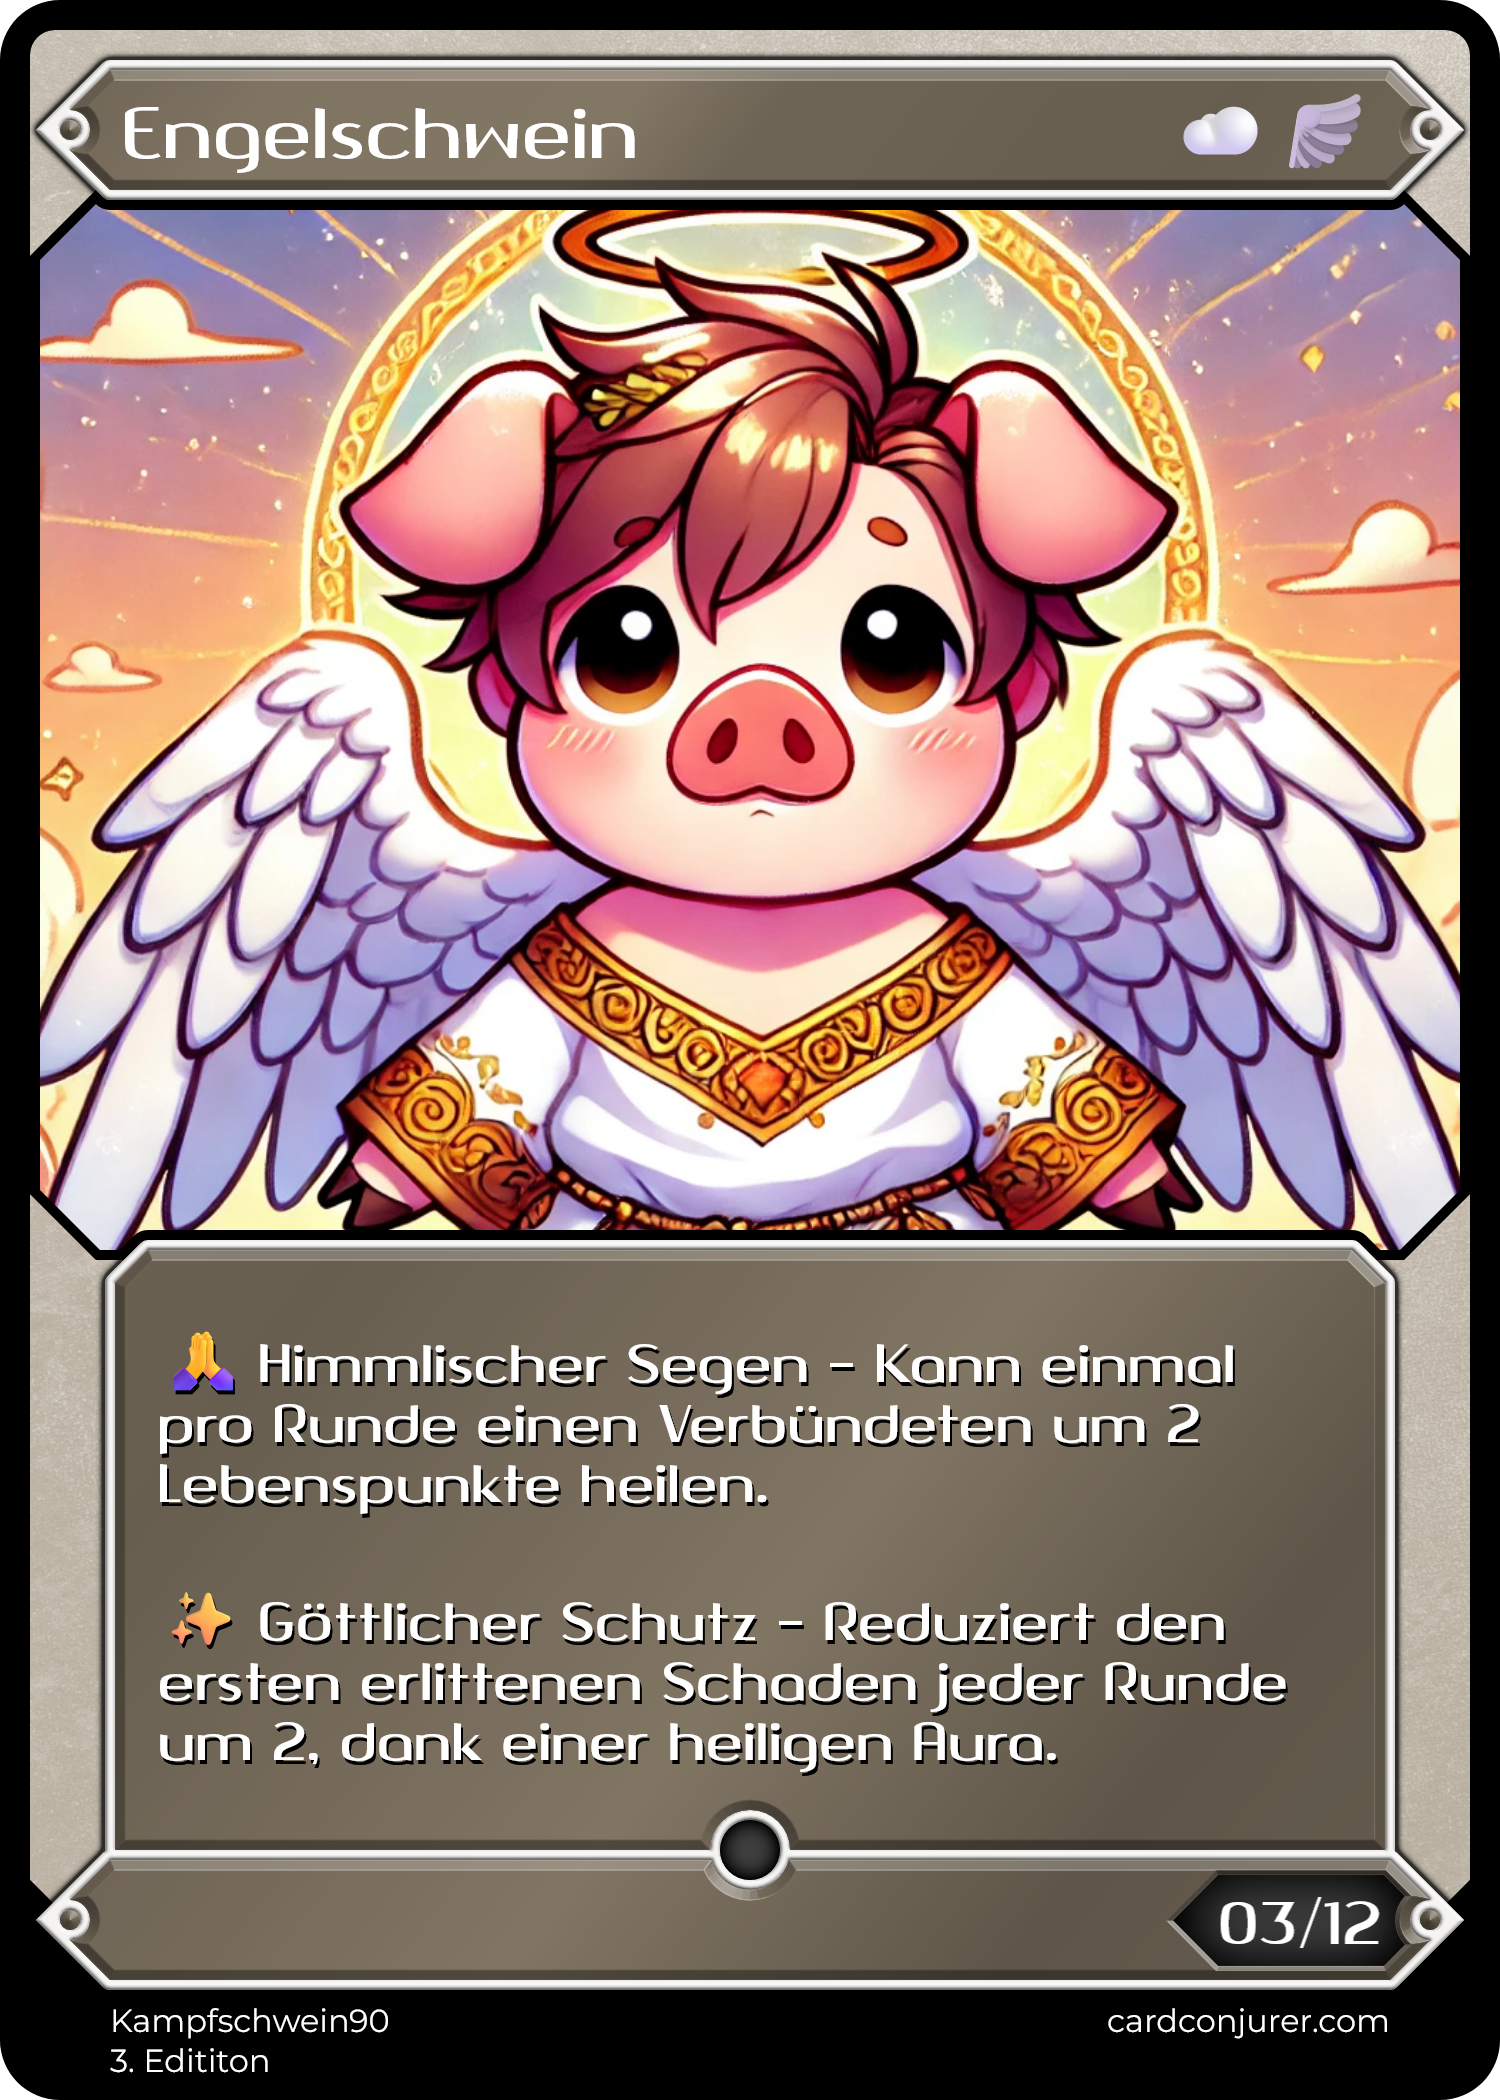 Engelschwein
🙏 Himmlischer Segen - Kann einmal
pro Runde einen Verbündeten um 2
Lebenspunkte heilen.
✨ Göttlicher Schutz - Reduziert den
ersten erlittenen Schaden jeder Runde
um 2, dank einer heiligen Aura.
03/12
Kampfschwein90
cardconjurer.com
3. Edititon